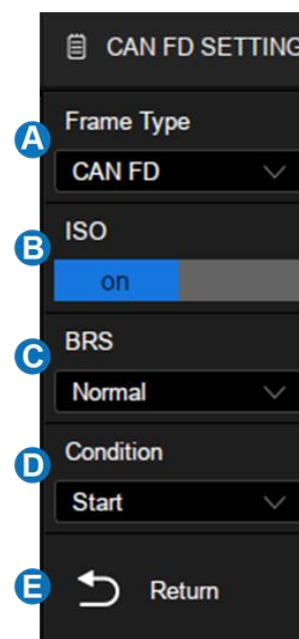 CAN FD SETTING
A
Frame Type
CAN FD
B
ISO
on
C
BRS
Normal
D
Condition
Start
E
Return